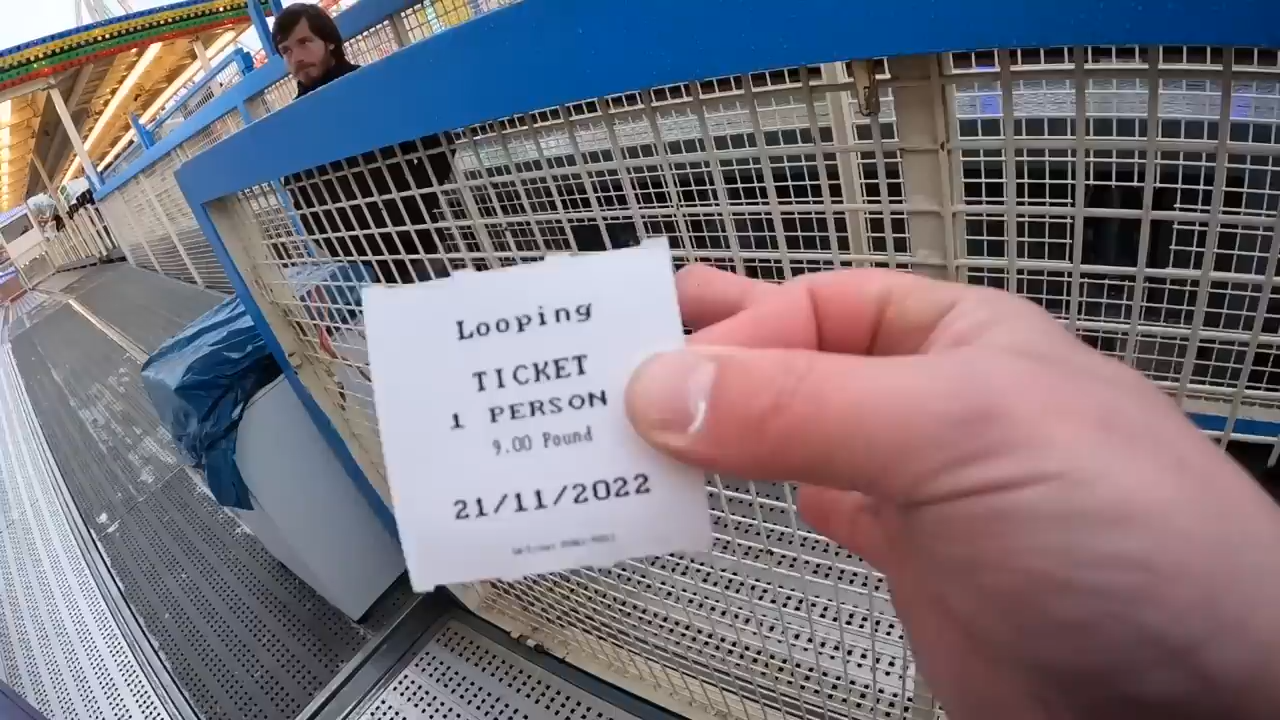 Looping
TICKET
1 PERSON
9.00 Pound
21/11/2022